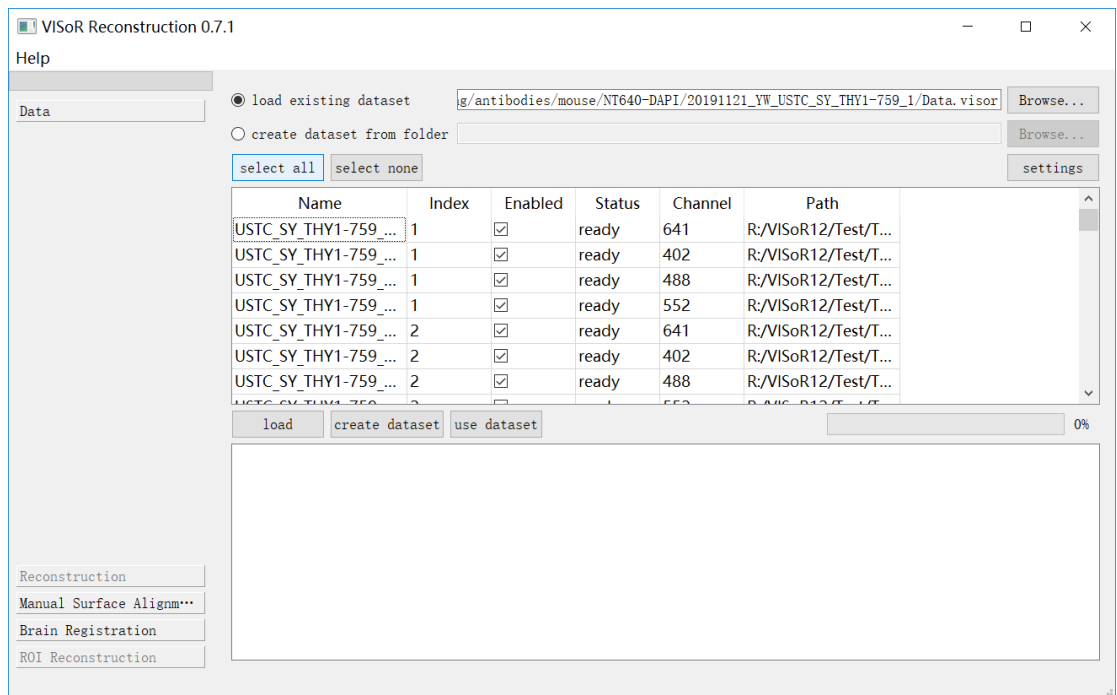 VISoR Reconstruction 0.7.1
Help
Data
load existing dataset
ig/antibodies/mouse/NT640-DAPI/20191121_YW_USTC_SY_THY1-759_1/Data.visor
Browse...
create dataset from folder
Browse...
select all
select none
settings
Name Index Enabled Status Channel Path
USTC_SY_THY1-759_... 1 ready 641 R:/VISoR12/Test/T...
USTC_SY_THY1-759_... 1 ready 402 R:/VISoR12/Test/T...
USTC_SY_THY1-759_... 1 ready 488 R:/VISoR12/Test/T...
USTC_SY_THY1-759_... 1 ready 552 R:/VISoR12/Test/T...
USTC_SY_THY1-759_... 2 ready 641 R:/VISoR12/Test/T...
USTC_SY_THY1-759_... 2 ready 402 R:/VISoR12/Test/T...
USTC_SY_THY1-759_... 2 ready 488 R:/VISoR12/Test/T...
load
create dataset
use dataset
0%
Reconstruction
Manual Surface Alignm⋯
Brain Registration
ROI Reconstruction